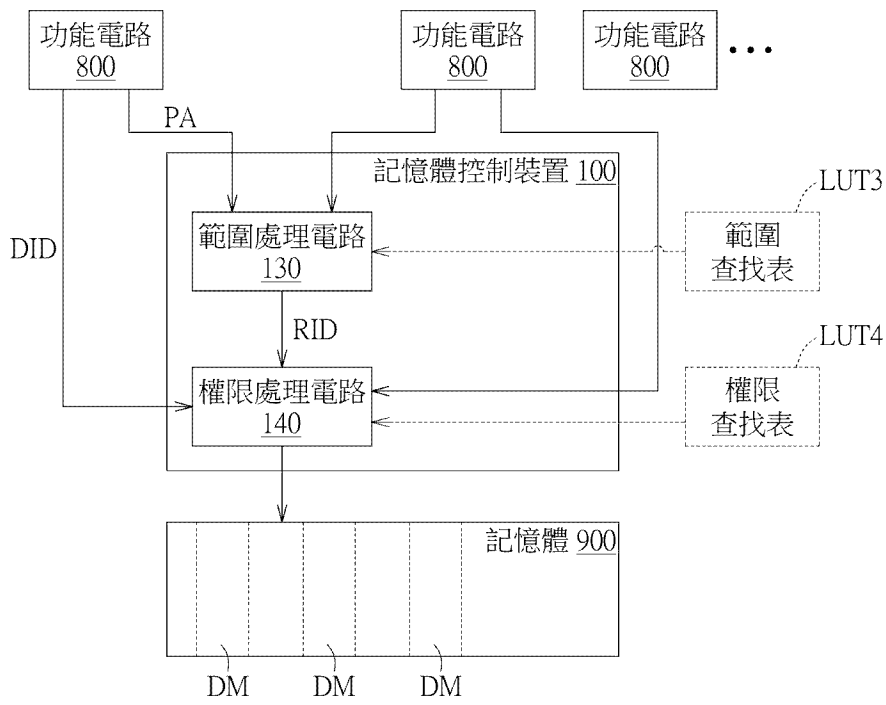 功能電路
800
功能電路
800
功能電路
800
PA
記憶體控制裝置 100
LUT3
範圍處理電路
130
範圍
查找表
DID
RID
LUT4
權限處理電路
140
權限
查找表
記憶體 900
DM
DM
DM